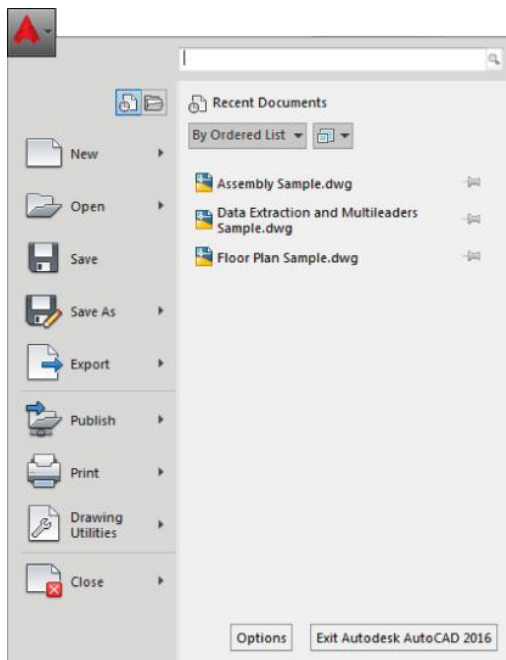 Recent Documents
By Ordered List
New
Open
Save
Save As
Export
Publish
Print
Drawing
Utilities
Close
Assembly Sample.dwg
Data Extraction and Multileaders
Sample.dwg
Floor Plan Sample.dwg
Options
Exit Autodesk AutoCAD 2016